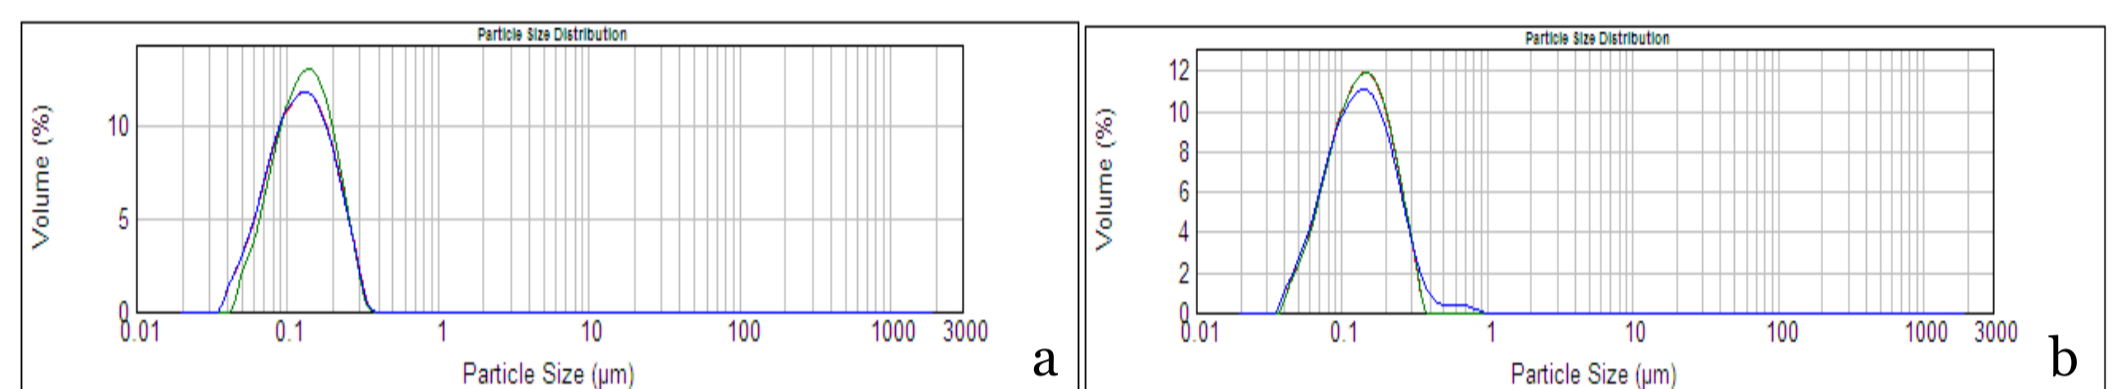 Particle Size Distribution
Volume (%)
10
5
0
0.01 0.1 1 10 100 1000 3000
Particle Size (µm)
a
Particle Size Distribution
Volume (%)
12
10
8
6
4
2
0
0.01 0.1 1 10 100 1000 3000
Particle Size (µm)
b